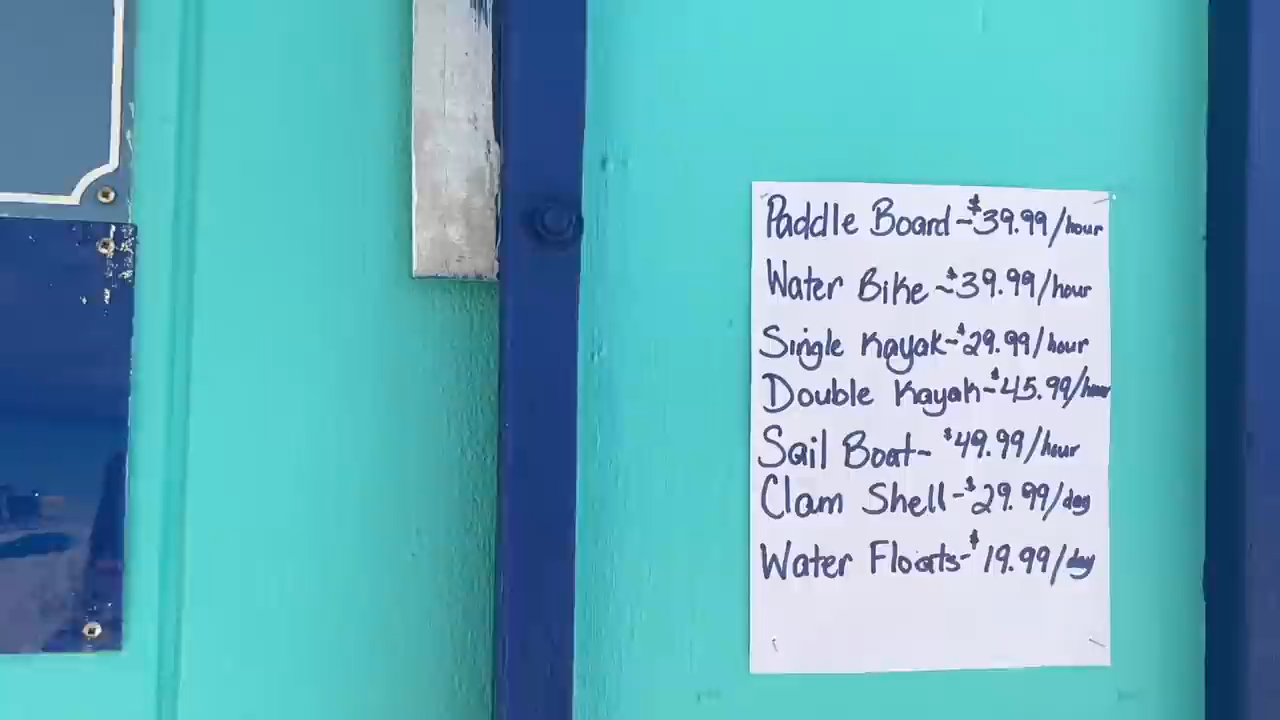 Paddle Board - $39.99/hour
Water Bike - $39.99/hour
Single Kayak - $29.99/hour
Double Kayak - $45.99/hour
Sail Boat - $49.99/hour
Clam Shell - $29.99/day
Water Floats - $19.99/day